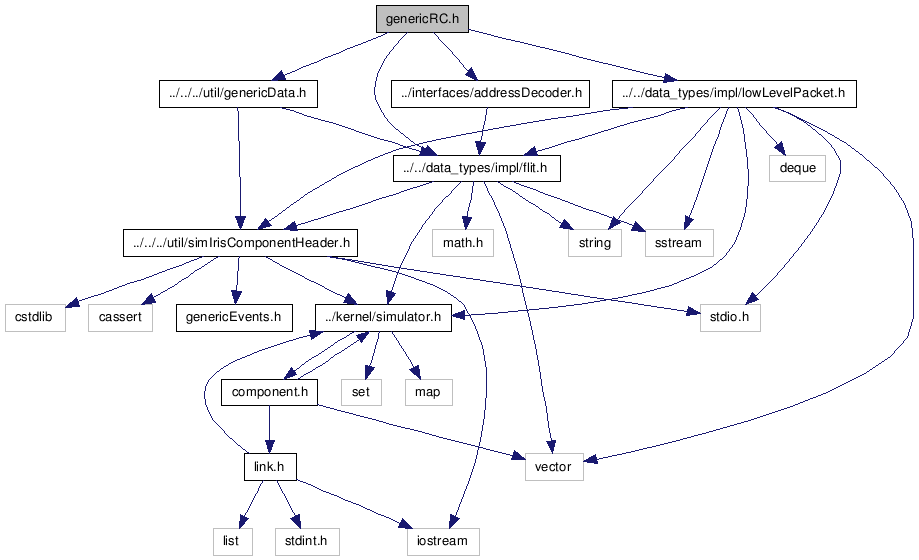 genericRC.h
../../../util/genericData.h
../interfaces/addressDecoder.h
../../data_types/impl/lowLevelPacket.h
../../data_types/impl/flit.h
deque
../../../util/simIrisComponentHeader.h
math.h
string
sstream
cstdlib
cassert
genericEvents.h
../kernel/simulator.h
stdio.h
component.h
set
map
link.h
vector
list
stdint.h
iostream